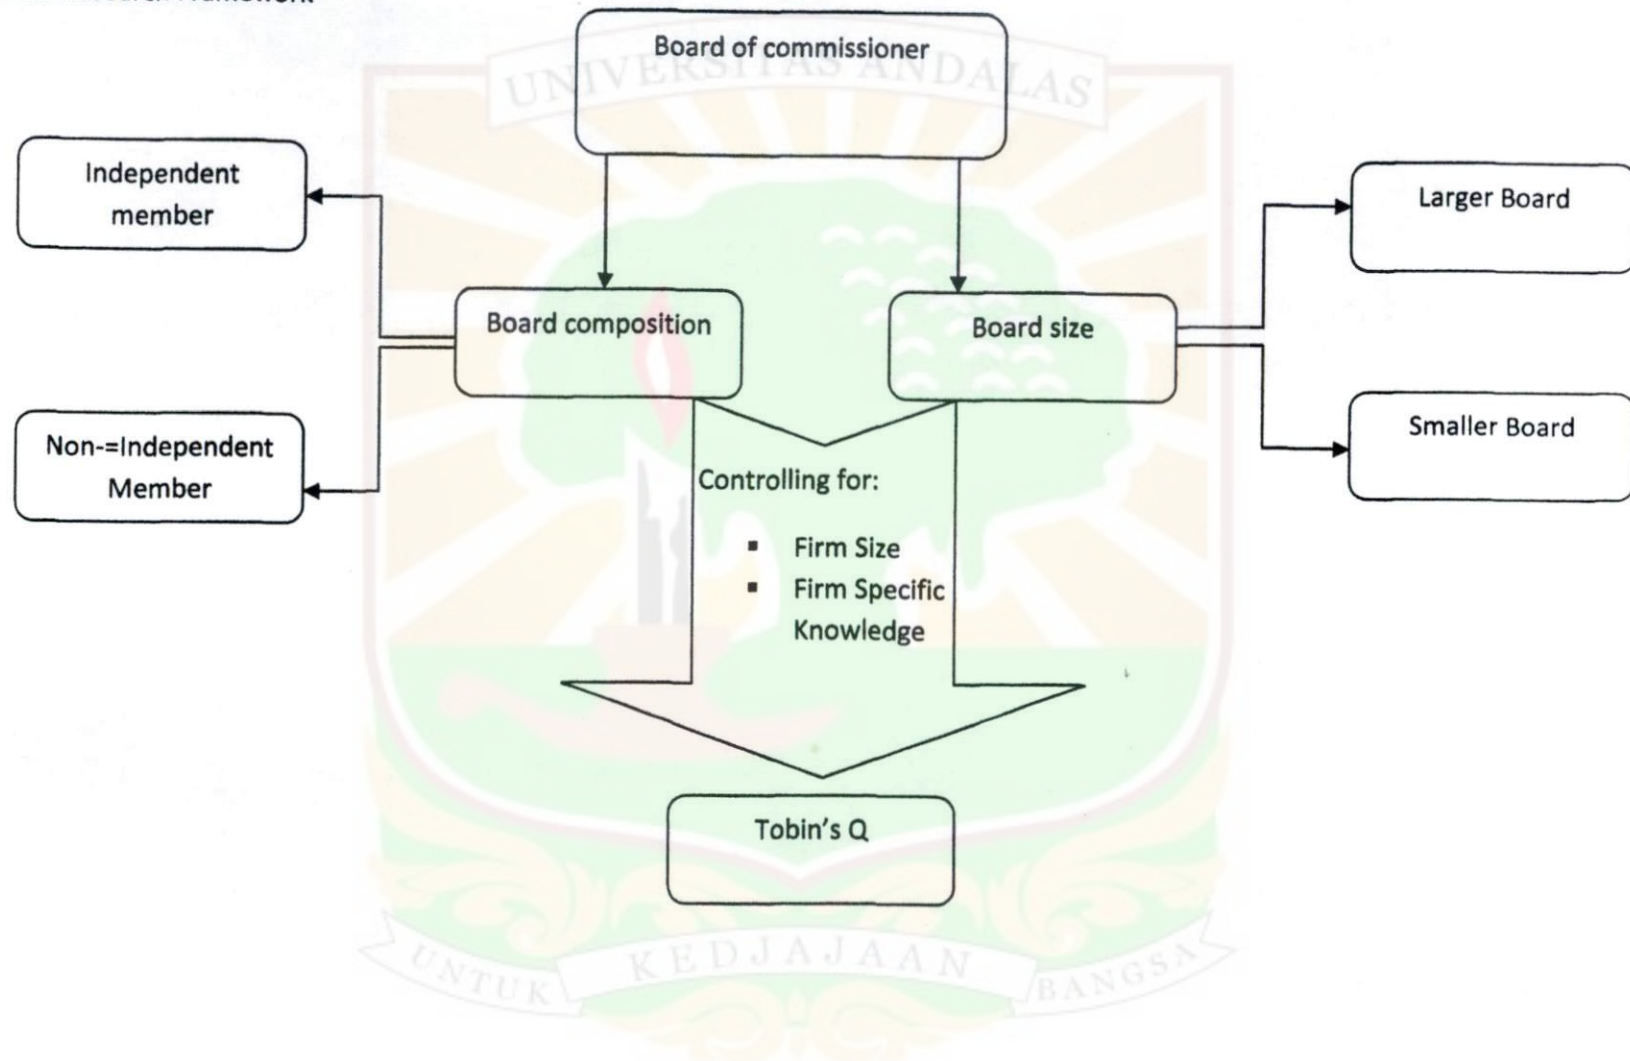 Framework
Board of commissioner
UNIVERSITAS ANDALAS
Independent
member
Larger Board
Board composition
Board size
Non-=Independent
Member
Smaller Board
Controlling for:
▪ Firm Size
▪ Firm Specific
Knowledge
Tobin's Q
UNTUK KEDJAJAAN BANGSA